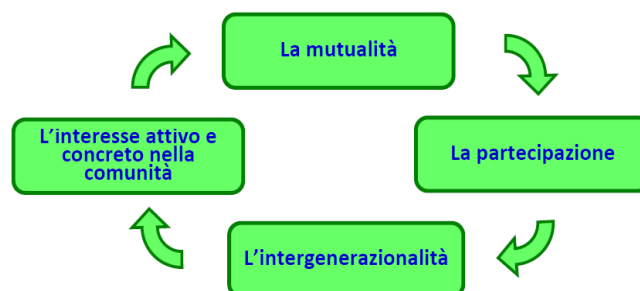 La mutualità
L'interesse attivo e
concreto nella
comunità
La partecipazione
L'intergenerazionalità